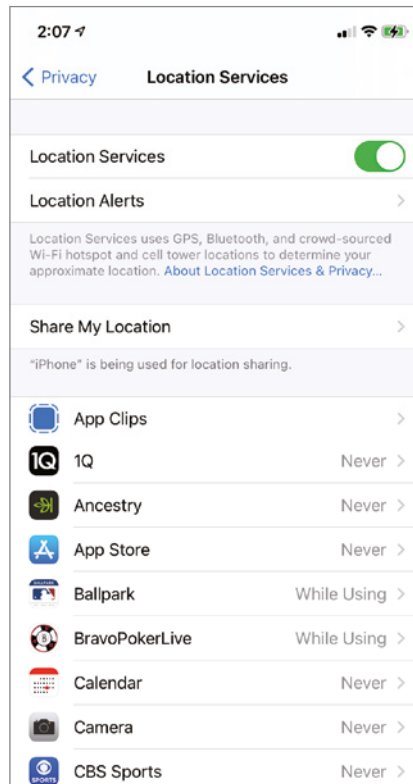 2:07
Privacy
Location Services
Location Services
Location Alerts
Location Services uses GPS, Bluetooth, and crowd-sourced
Wi-Fi hotspot and cell tower locations to determine your
approximate location. About Location Services & Privacy...
Share My Location
"iPhone" is being used for location sharing.
App Clips
1Q
1Q Never
Ancestry Never
App Store Never
Ballpark While Using
BravoPokerLive While Using
Calendar Never
Camera Never
SPORTS
CBS Sports Never